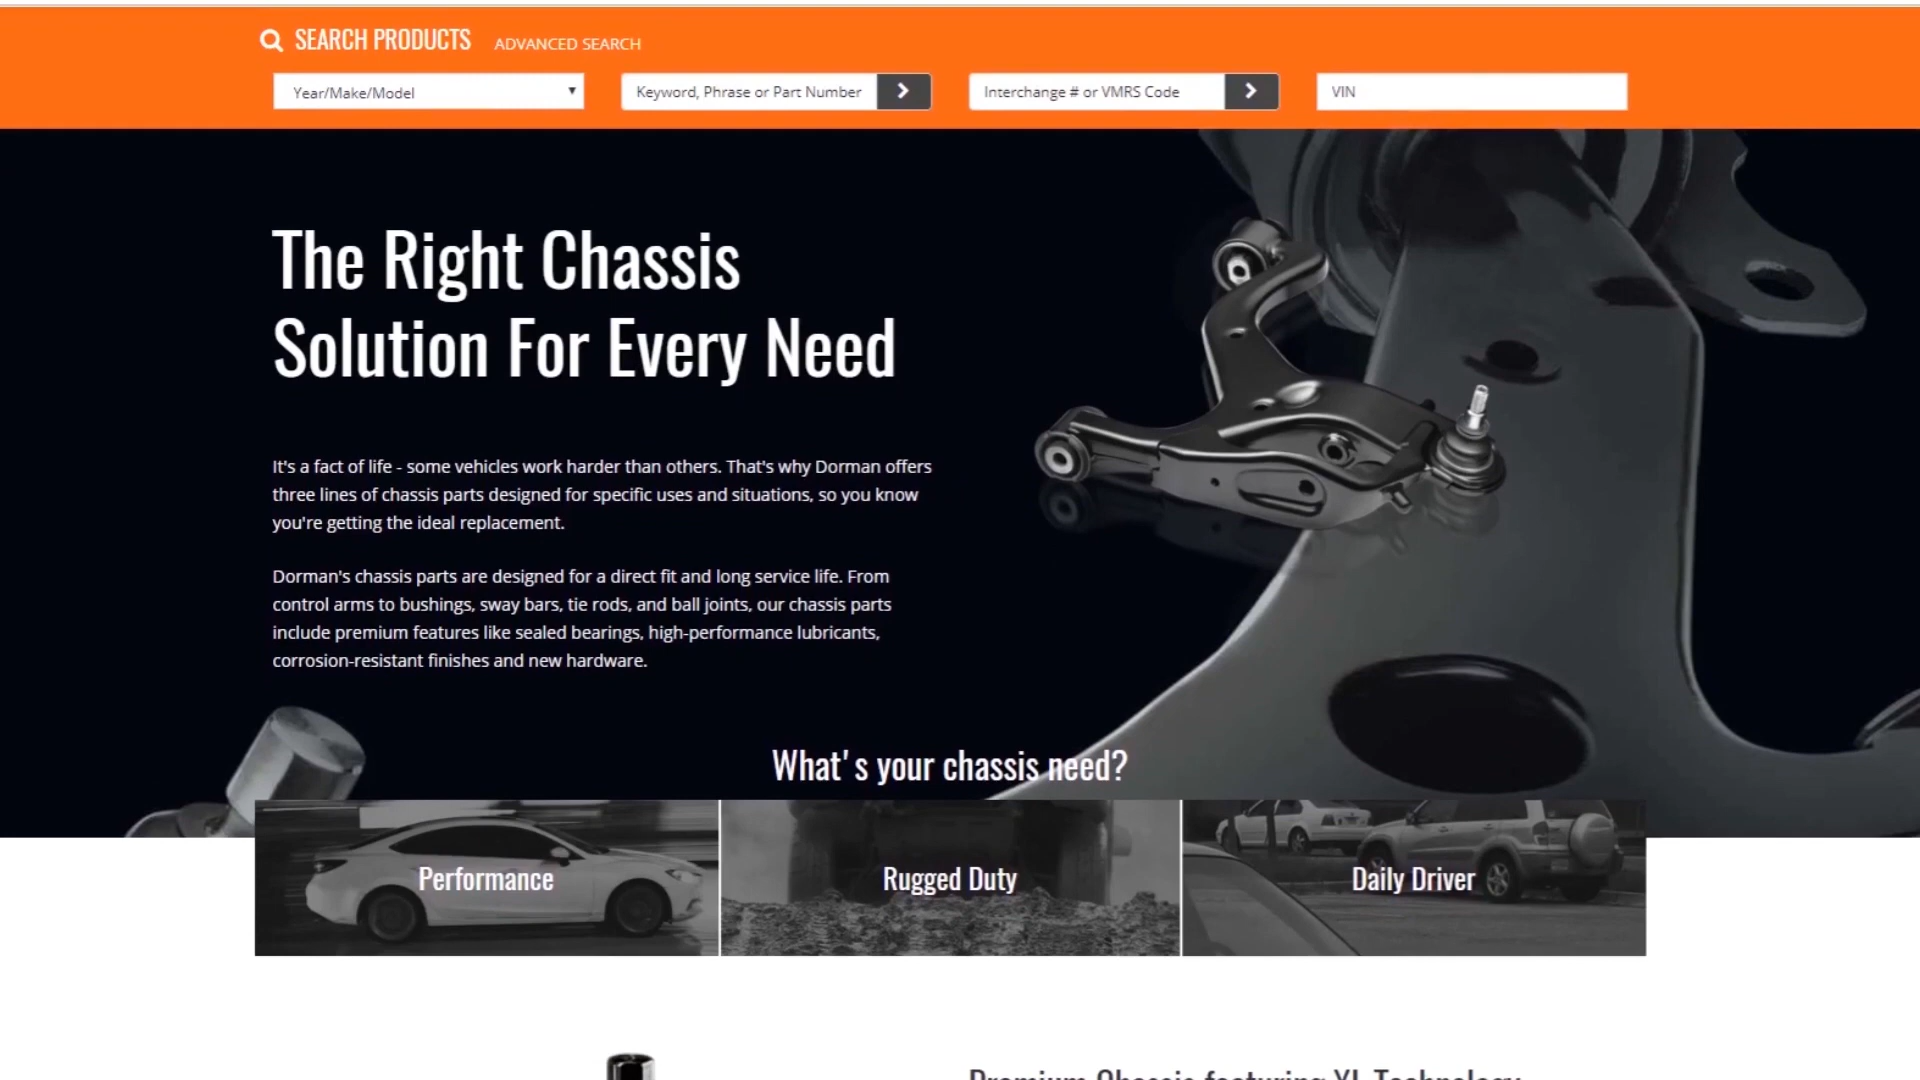 SEARCH PRODUCTS ADVANCED SEARCH
Year/Make/Model
Keyword, Phrase or Part Number
Interchange # or VMRS Code
VIN
The Right Chassis
Solution For Every Need
It's a fact of life - some vehicles work harder than others. That's why Dorman offers
three lines of chassis parts designed for specific uses and situations, so you know
you're getting the ideal replacement.
Dorman's chassis parts are designed for a direct fit and long service life. From
control arms to bushings, sway bars, tie rods, and ball joints, our chassis parts
include premium features like sealed bearings, high-performance lubricants,
corrosion-resistant finishes and new hardware.
What's your chassis need?
Performance
Rugged Duty
Daily Driver
Premium Chassis featuring XL Technology